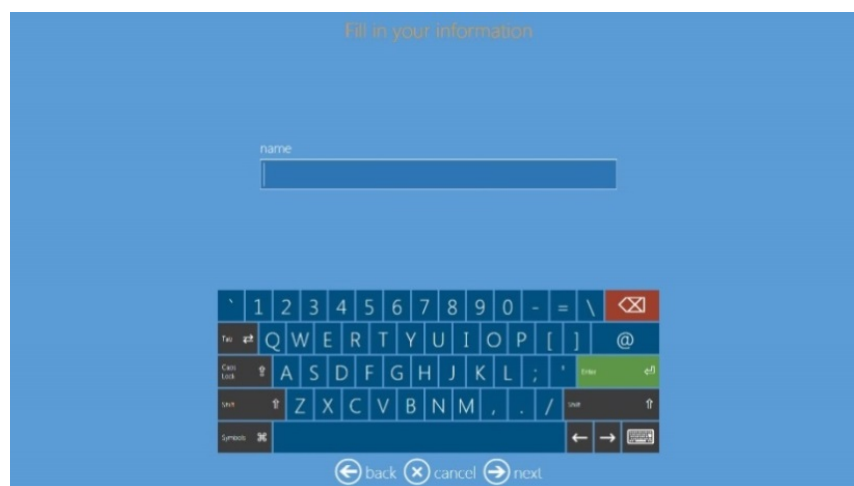 Fill in your information
name
` 1 2 3 4 5 6 7 8 9 0 - = \
Tab Q W E R T Y U I O P [ ] @
Caps Lock A S D F G H J K L ; ' Enter
Shift Z X C V B N M , . / Shift
Symbols
back cancel next